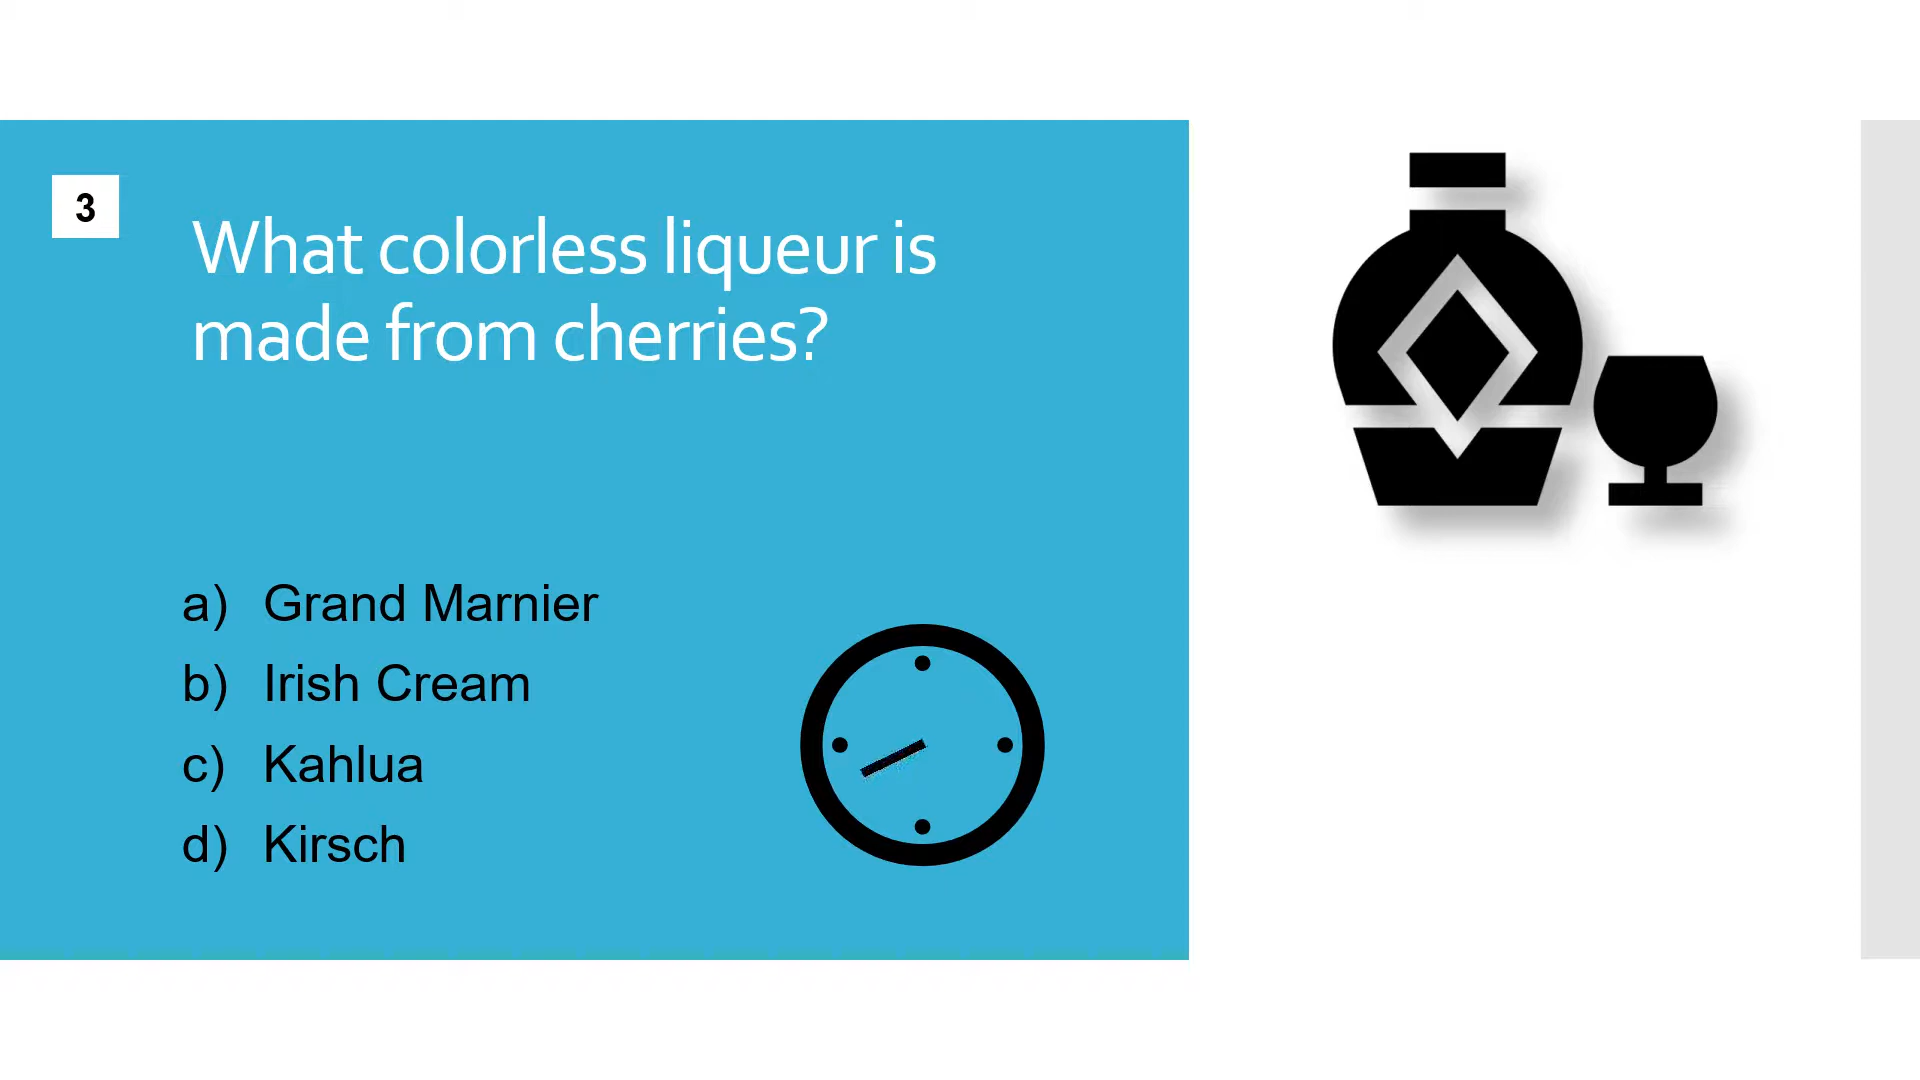 3
What colorless liqueur is
made from cherries?
a) Grand Marnier
b) Irish Cream
c) Kahlua
d) Kirsch